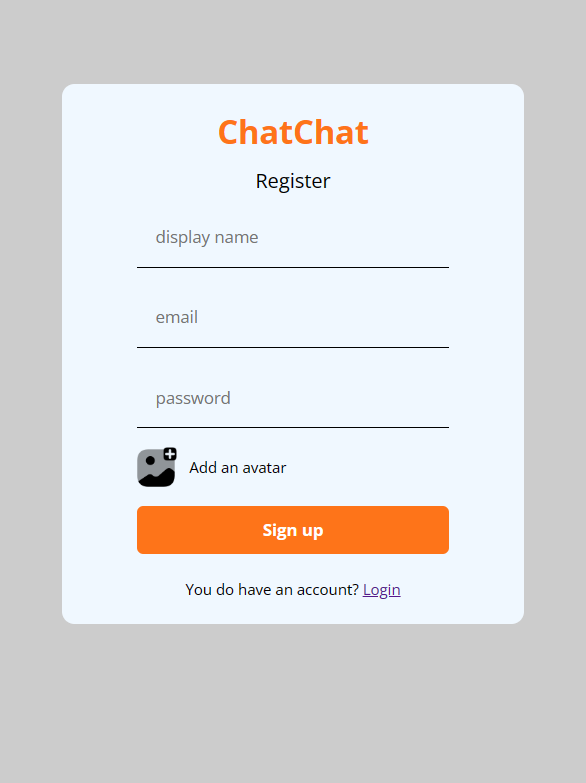 ChatChat
Register
display name
email
password
Add an avatar
Sign up
You do have an account? Login